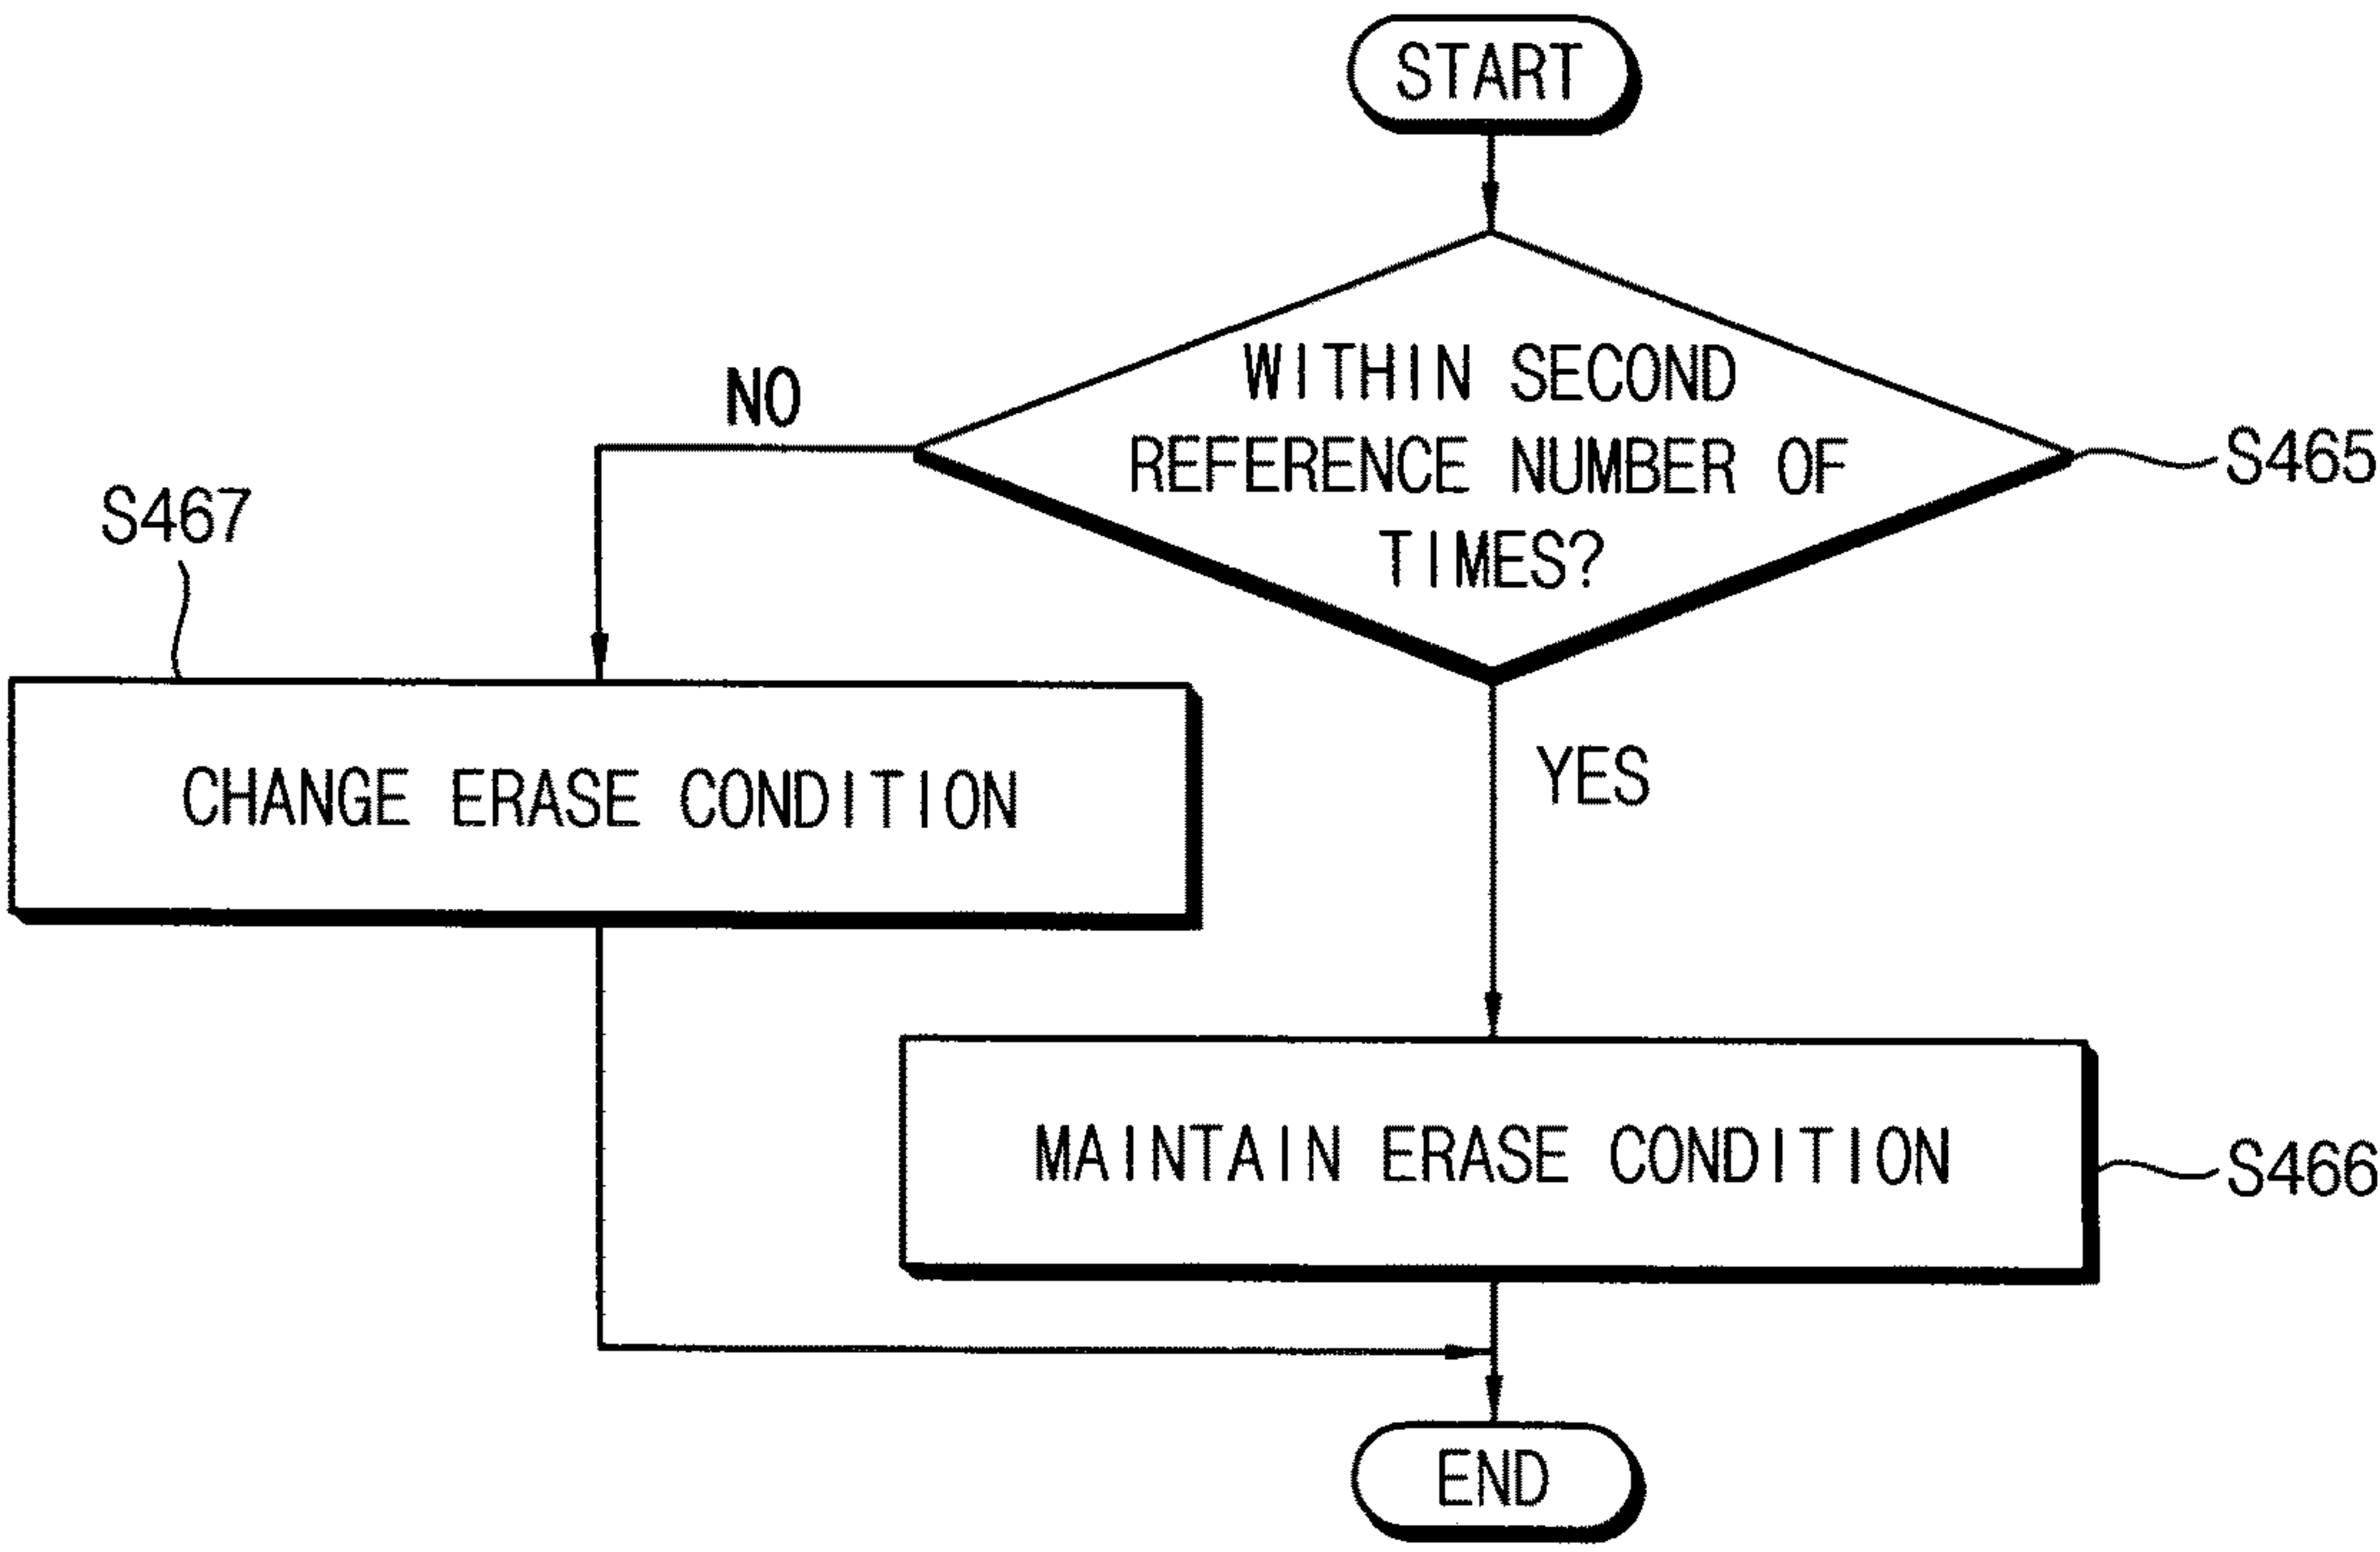 START
WITHIN SECOND
REFERENCE NUMBER OF
TIMES?
S465
NO
S467
CHANGE ERASE CONDITION
YES
MAINTAIN ERASE CONDITION
S466
END